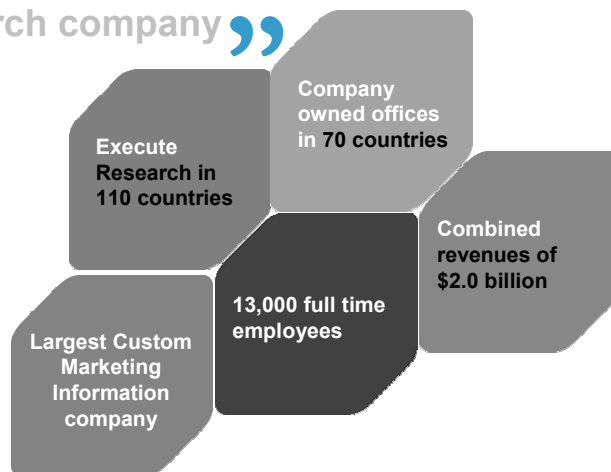 rch company ”
Company
owned offices
in 70 countries
Execute
Research in
110 countries
Combined
revenues of
$2.0 billion
13,000 full time
employees
Largest Custom
Marketing
Information
company